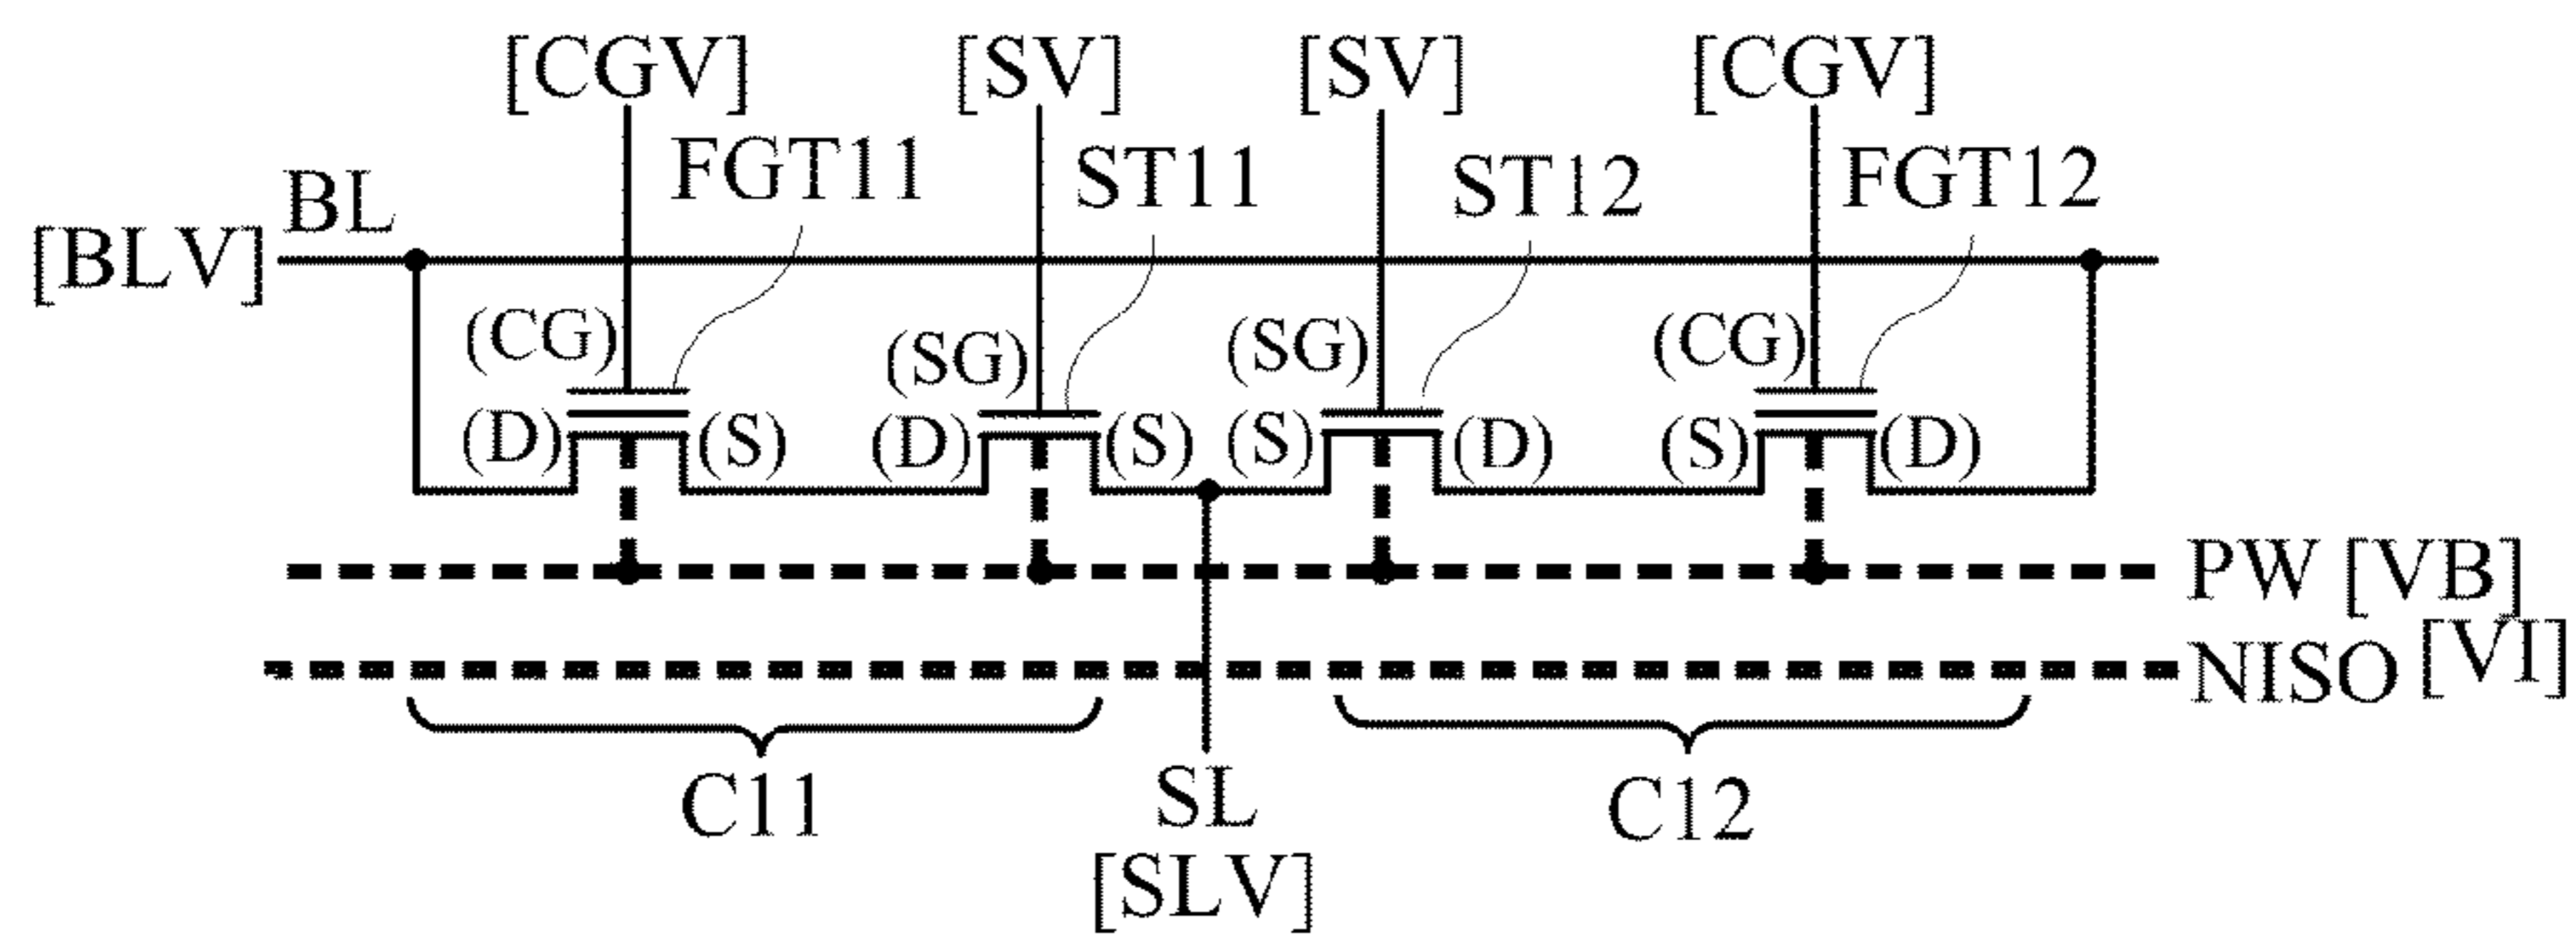 [CGV] [SV] [SV] [CGV]
FGT11 ST11 ST12 FGT12
BL
[BLV]
(CG) (SG) (SG) (CG)
(D) (S) (D) (S) (S) (D) (S) (D)
PW [VB]
NISO [VI]
C11 SL C12
[SLV]